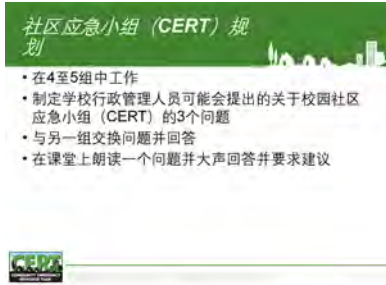 社区应急小组（CERT）规
划
• 在4至5组中工作
• 制定学校行政管理人员可能会提出的关于校园社区
应急小组（CERT）的3个问题
• 与另一组交换问题并回答
• 在课堂上朗读一个问题并大声回答并要求建议
CERT